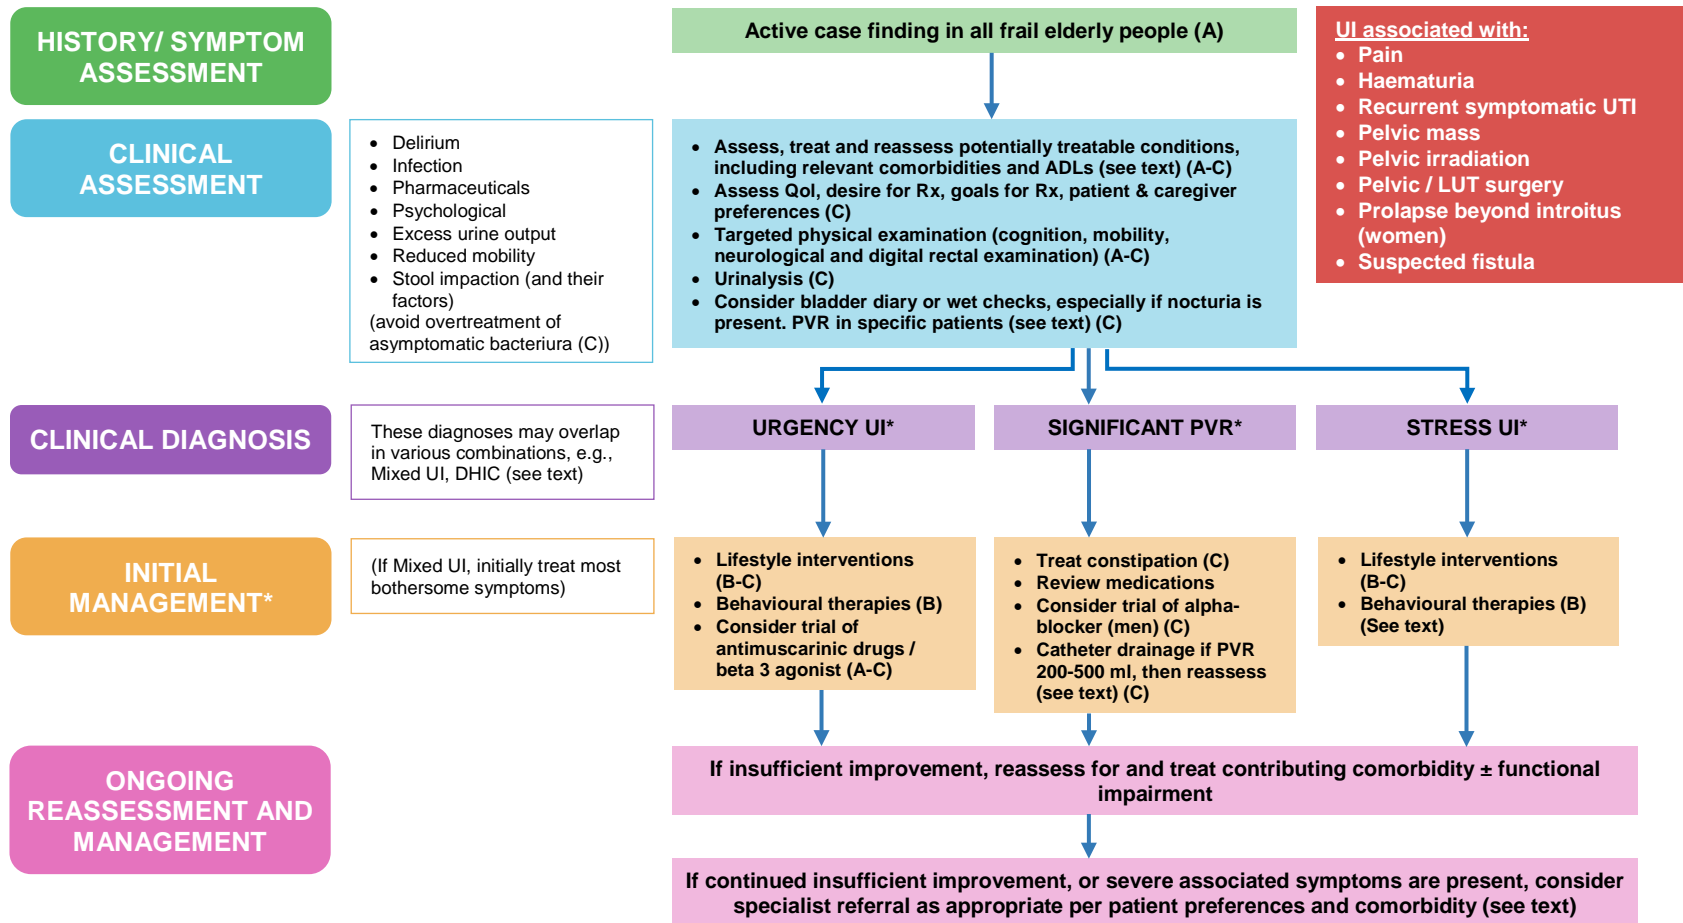 HISTORY/ SYMPTOM
ASSESSMENT
Active case finding in all frail elderly people (A)
UI associated with:
• Pain
• Haematuria
• Recurrent symptomatic UTI
• Pelvic mass
• Pelvic irradiation
• Pelvic / LUT surgery
• Prolapse beyond introitus
(women)
• Suspected fistula
CLINICAL
ASSESSMENT
• Delirium
• Infection
• Pharmaceuticals
• Psychological
• Excess urine output
• Reduced mobility
• Stool impaction (and their
factors)
(avoid overtreatment of
asymptomatic bacteriura (C))
• Assess, treat and reassess potentially treatable conditions,
including relevant comorbidities and ADLs (see text) (A-C)
• Assess QoI, desire for Rx, goals for Rx, patient & caregiver
preferences (C)
• Targeted physical examination (cognition, mobility,
neurological and digital rectal examination) (A-C)
• Urinalysis (C)
• Consider bladder diary or wet checks, especially if nocturia is
present. PVR in specific patients (see text) (C)
CLINICAL DIAGNOSIS
These diagnoses may overlap
in various combinations, e.g.,
Mixed UI, DHIC (see text)
URGENCY UI*
SIGNIFICANT PVR*
STRESS UI*
INITIAL
MANAGEMENT*
(If Mixed UI, initially treat most
bothersome symptoms)
• Lifestyle interventions
(B-C)
• Behavioural therapies (B)
• Consider trial of
antimuscarinic drugs /
beta 3 agonist (A-C)
• Treat constipation (C)
• Review medications
• Consider trial of alpha-
blocker (men) (C)
• Catheter drainage if PVR
200-500 ml, then reassess
(see text) (C)
• Lifestyle interventions
(B-C)
• Behavioural therapies (B)
(See text)
ONGOING
REASSESSMENT AND
MANAGEMENT
If insufficient improvement, reassess for and treat contributing comorbidity ± functional
impairment
If continued insufficient improvement, or severe associated symptoms are present, consider
specialist referral as appropriate per patient preferences and comorbidity (see text)